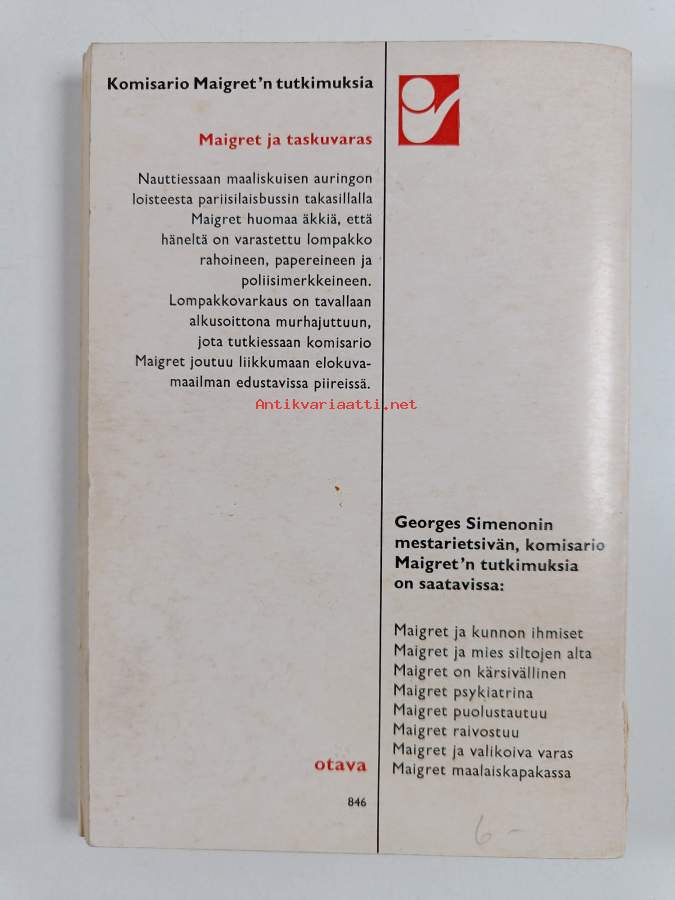 Komisario Maigret'n tutkimuksia
Maigret ja taskuvaras
Nauttiessaan maaliskuisen auringon
loisteesta pariisilaisbussin takasillalla
Maigret huomaa äkkiä, että
häneltä on varastettu lompakko
rahoineen, papereineen ja
poliisimerkkeineen.
Lompakkovarkaus on tavallaan
alkusoittona murhajuttuun,
jota tutkiessaan komisario
Maigret joutuu liikkumaan elokuva-
maailman edustavissa piireissä.
Antikvariaatti.net
otava
846
Georges Simenonin
mestarietsivän, komisario
Maigret'n tutkimuksia
on saatavissa:
Maigret ja kunnon ihmiset
Maigret ja mies siltojen alta
Maigret on kärsivällinen
Maigret psykiatrina
Maigret puolustautuu
Maigret raivostuu
Maigret ja valikoiva varas
Maigret maalaiskapakassa
6-